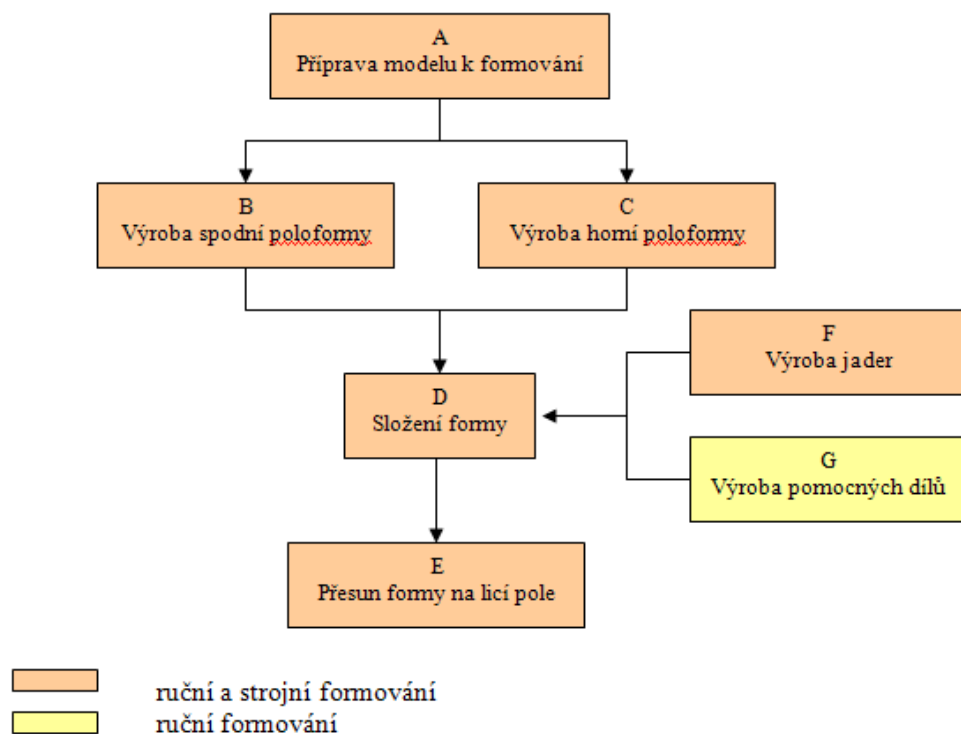 A
Příprava modelu k formování
B
Výroba spodní poloformy
C
Výroba horní poloformy
F
Výroba jader
D
Složení formy
G
Výroba pomocných dílů
E
Přesun formy na licí pole
ruční a strojní formování
ruční formování